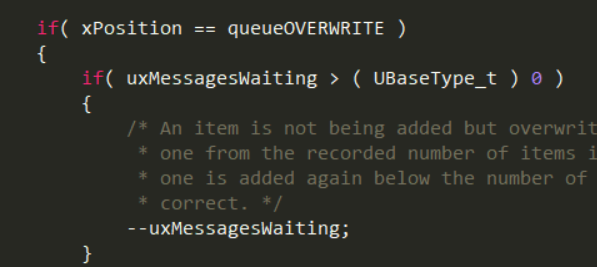 if( xPosition == queueOVERWRITE )
{
if( uxMessagesWaiting > ( UBaseType_t ) 0 )
{
/* An item is not being added but overwrit
* one from the recorded number of items i
* one is added again below the number of
* correct. */
--uxMessagesWaiting;
}